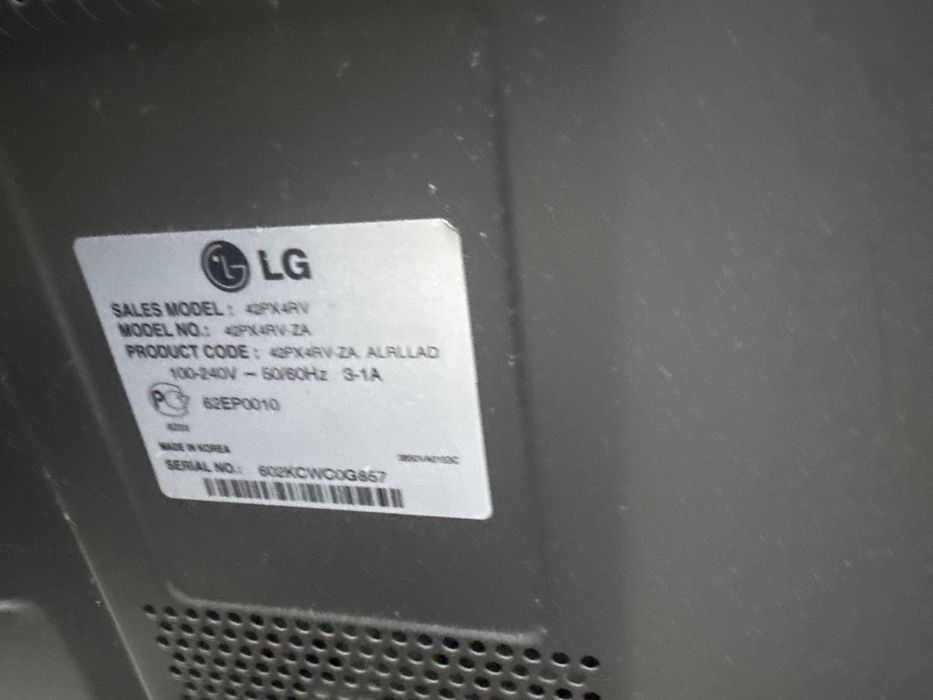 LG
SALES MODEL : 42PX4RV
MODEL NO.: 42PX4RV-ZA
PRODUCT CODE : 42PX4RV-ZA. ALRLLAD
100-240V ~ 50/60Hz 3-1A
62EP0010
MADE IN KOREA
SERIAL NO.: 602KCWC0G857